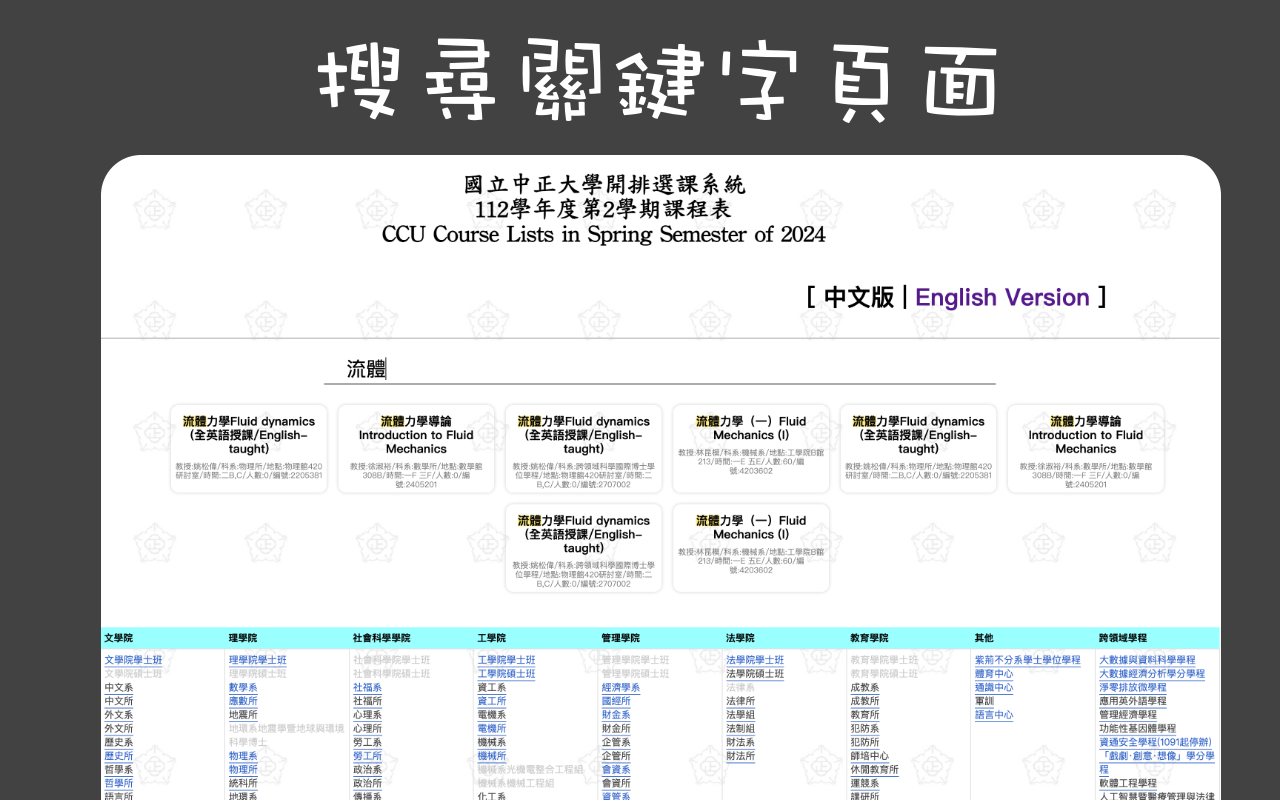 搜尋關鍵字頁面
國立中正大學開排選課系統
112學年度第2學期課程表
CCU Course Lists in Spring Semester of 2024
[ 中文版 | English Version ]
流體
流體力學Fluid dynamics
(全英語授課/English-
taught)
教授:姚松偉/科系:物理所/地點:物理館420
研討室/時間:二B,C/人數:0/編號:2205381
流體力學導論
Introduction to Fluid
Mechanics
教授:徐淑裕/科系:數學所/地點:數學館
308B/時間:一F 三F/人數:0/編
號:2405201
流體力學Fluid dynamics
(全英語授課/English-
taught)
教授:姚松偉/科系:跨領域科學國際博士學
位學程/地點:物理館420研討室/時間:二
B,C/人數:0/編號:2707002
流體力學（一）Fluid
Mechanics (I)
教授:林昆模/科系:機械系/地點:工學院B館
213/時間:一E 五E/人數:60/編
號:4203602
流體力學Fluid dynamics
(全英語授課/English-
taught)
教授:姚松偉/科系:物理所/地點:物理館420
研討室/時間:二B,C/人數:0/編號:2205381
流體力學導論
Introduction to Fluid
Mechanics
教授:徐淑裕/科系:數學所/地點:數學館
308B/時間:一F 三F/人數:0/編
號:2405201
流體力學Fluid dynamics
(全英語授課/English-
taught)
教授:姚松偉/科系:跨領域科學國際博士學
位學程/地點:物理館420研討室/時間:二
B,C/人數:0/編號:2707002
流體力學（一）Fluid
Mechanics (I)
教授:林昆模/科系:機械系/地點:工學院B館
213/時間:一E 五E/人數:60/編
號:4203602
文學院
文學院學士班
文學院碩士班
中文系
中文所
外文系
外文所
歷史系
歷史所
哲學系
哲學所
語言所
理學院
理學院學士班
理學院碩士班
數學系
應數所
地震所
地環系地震學暨地球與環境
科學博士
物理系
物理所
統科所
地環系
社會科學學院
社會科學院學士班
社會科學院碩士班
社福系
社福所
心理系
心理所
勞工系
勞工所
政治系
政治所
傳播系
工學院
工學院學士班
工學院碩士班
資工系
資工所
電機系
電機所
機械系
機械所
機械系光機電整合工程組
機械系機械工程組
化工系
管理學院
管理學院學士班
管理學院碩士班
經濟學系
國經所
財金系
財金所
企管系
企管所
會資系
會資所
資管系
法學院
法學院學士班
法學院碩士班
法律系
法律所
法學組
法制組
財法系
財法所
教育學院
教育學院學士班
教育學院碩士班
成教系
成教所
教育所
犯防系
犯防所
師培中心
休閒教育所
運競系
課研所
其他
紫荊不分系學士學位學程
體育中心
通識中心
軍訓
語言中心
跨領域學程
大數據與資料科學學程
大數據經濟分析學分學程
淨零排放微學程
應用英外語學程
管理經濟學程
功能性基因體學程
資通安全學程(1091起停辦)
「戲劇‧創意‧想像」學分學
程
軟體工程學程
人工智慧暨醫療管理與法律